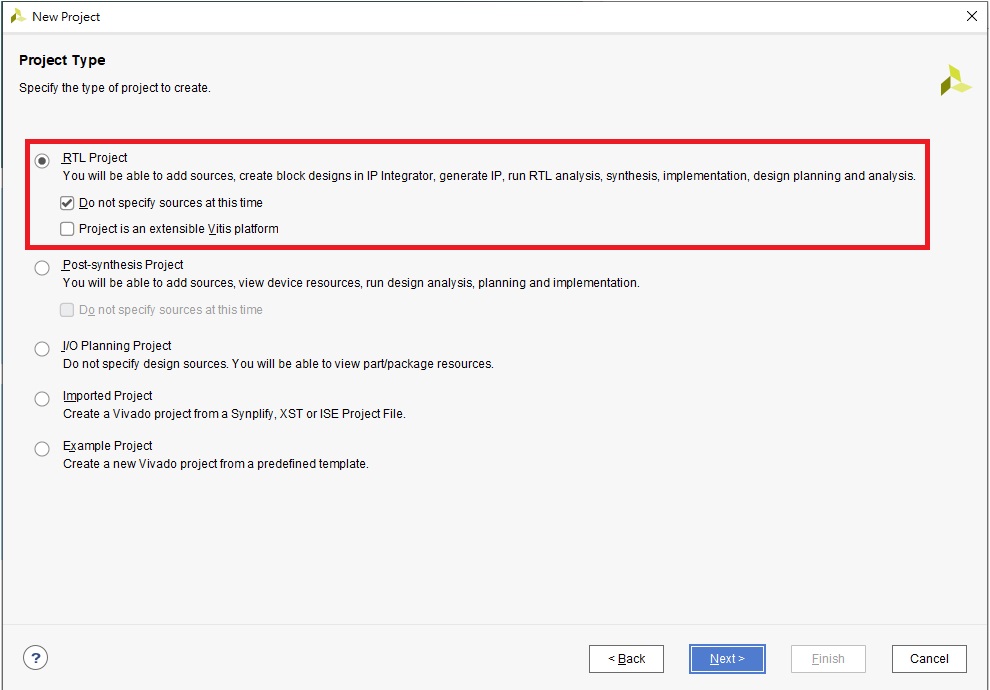 New Project
Project Type
Specify the type of project to create.
RTL Project
You will be able to add sources, create block designs in IP Integrator, generate IP, run RTL analysis, synthesis, implementation, design planning and analysis.
Do not specify sources at this time
Project is an extensible Vitis platform
Post-synthesis Project
You will be able to add sources, view device resources, run design analysis, planning and implementation.
Do not specify sources at this time
I/O Planning Project
Do not specify design sources. You will be able to view part/package resources.
Imported Project
Create a Vivado project from a Synplify, XST or ISE Project File.
Example Project
Create a new Vivado project from a predefined template.
? < Back Next > Finish Cancel